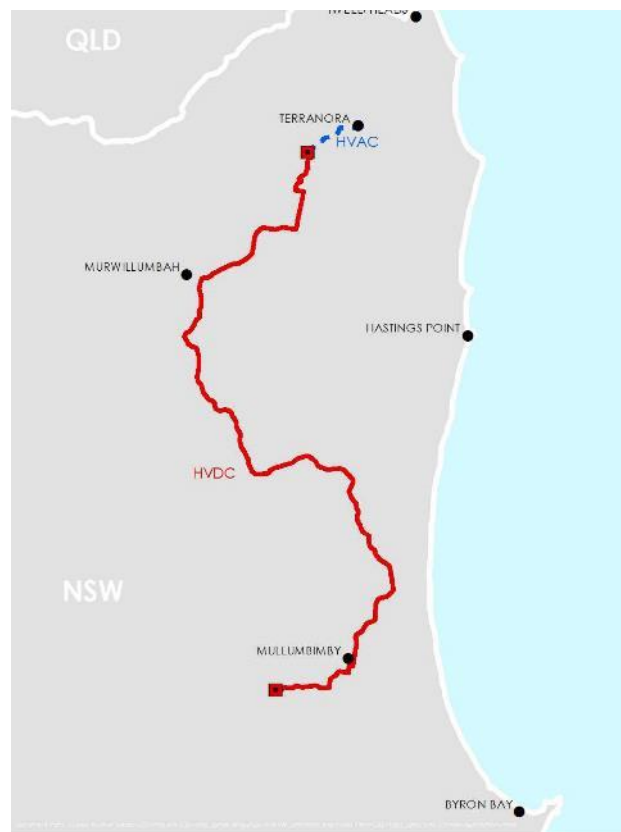 QLD
TERRANORA
HVAC
MURWILLUMBAH
HASTINGS POINT
HVDC
NSW
MULLUMBIMBY
BYRON BAY